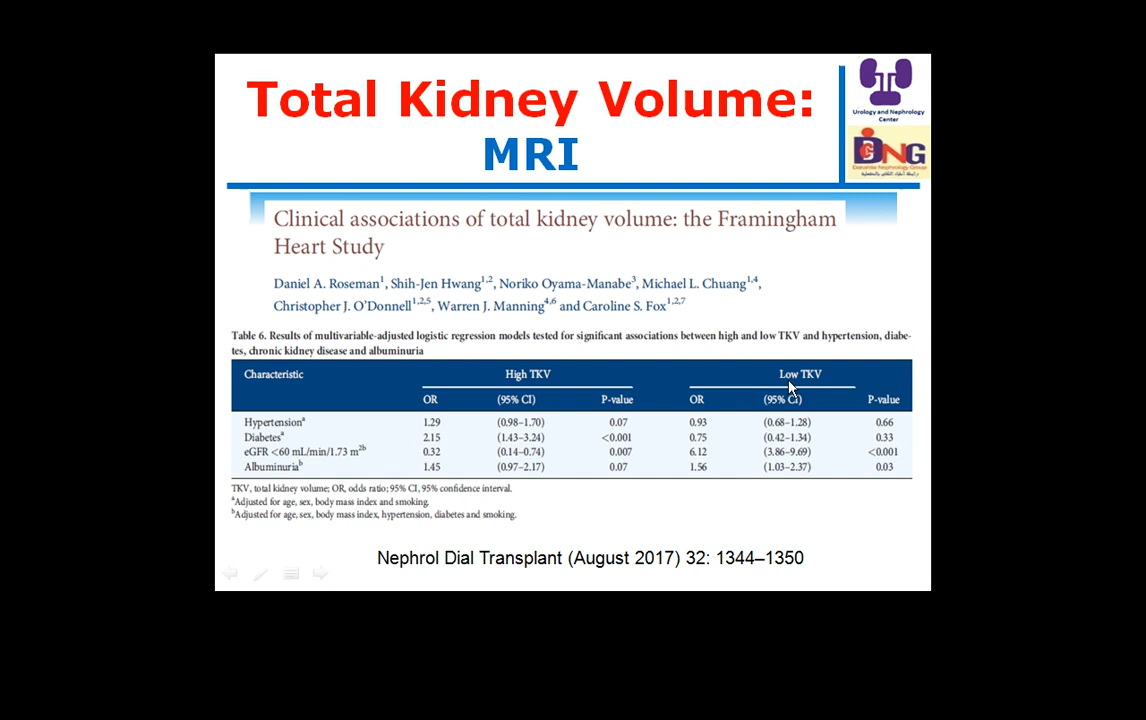 Total Kidney Volume:
MRI
Urology and Nephrology
Center
Dakahlia Nephrology Group
Clinical associations of total kidney volume: the Framingham
Heart Study
Daniel A. Roseman1, Shih-Jen Hwang1,2, Noriko Oyama-Manabe3, Michael L. Chuang1,4,
Christopher J. O’Donnell1,2,5, Warren J. Manning4,6 and Caroline S. Fox1,2,7
Table 6. Results of multivariable-adjusted logistic regression models tested for significant associations between high and low TKV and hypertension, diabe-
tes, chronic kidney disease and albuminuria
Characteristic High TKV Low TKV
OR (95% CI) P-value OR (95% CI) P-value
Hypertensiona 1.29 (0.98–1.70) 0.07 0.93 (0.68–1.28) 0.66
Diabetesa 2.15 (1.43–3.24) <0.001 0.75 (0.42–1.34) 0.33
eGFR <60 mL/min/1.73 m2b 0.32 (0.14–0.74) 0.007 6.12 (3.86–9.69) <0.001
Albuminuriab 1.45 (0.97–2.17) 0.07 1.56 (1.03–2.37) 0.03
TKV, total kidney volume; OR, odds ratio; 95% CI, 95% confidence interval.
aAdjusted for age, sex, body mass index and smoking.
bAdjusted for age, sex, body mass index, hypertension, diabetes and smoking.
Nephrol Dial Transplant (August 2017) 32: 1344–1350